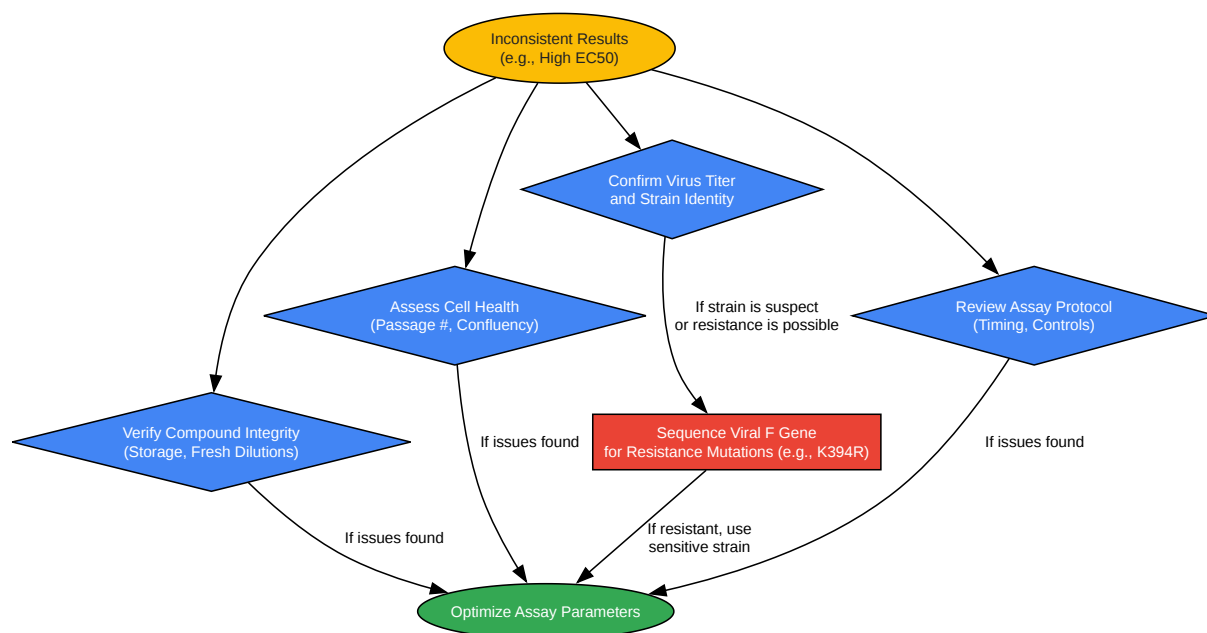 Inconsistent Results
(e.g., High EC50)
Confirm Virus Titer
and Strain Identity
Assess Cell Health
(Passage #, Confluency)
If strain is suspect
or resistance is possible
Review Assay Protocol
(Timing, Controls)
Verify Compound Integrity
(Storage, Fresh Dilutions)
If issues found
Sequence Viral F Gene
for Resistance Mutations (e.g., K394R)
If issues found
If issues found
If resistant, use
sensitive strain
Optimize Assay Parameters